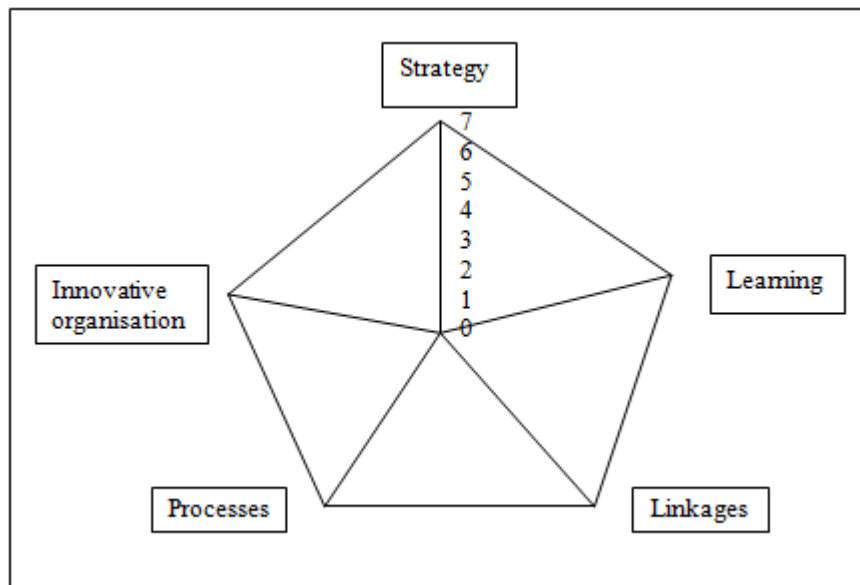 Strategy
7
6
5
4
3
2
1
0
Learning
Innovative
organisation
Processes
Linkages